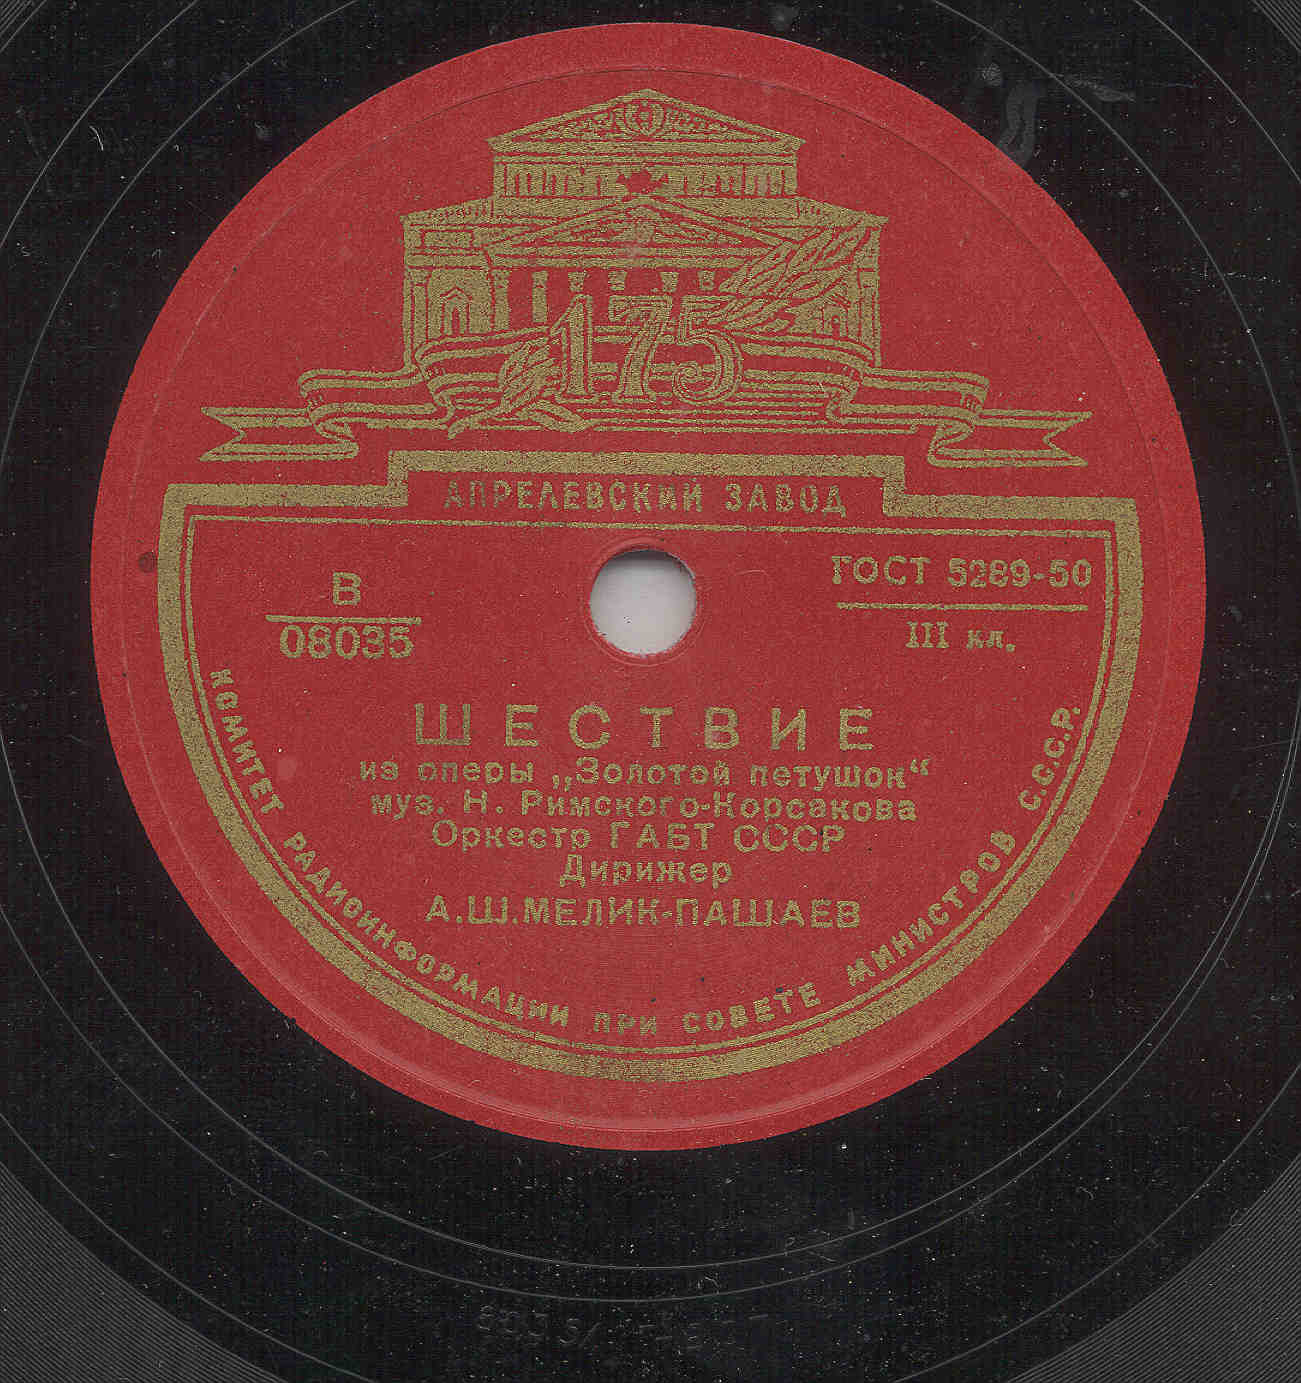 175
АПРЕЛЕВСКИЙ ЗАВОД
В
08035
ГОСТ 5289-50
III кл.
ШЕСТВИЕ
из оперы „Золотой петушок“
муз. Н. Римского-Корсакова
Оркестр ГАБТ СССР
Дирижер
А.Ш.МЕЛИК-ПАШАЕВ
КОМИТЕТ РАДИОИНФОРМАЦИИ ПРИ СОВЕТЕ МИНИСТРОВ С.С.С.Р.